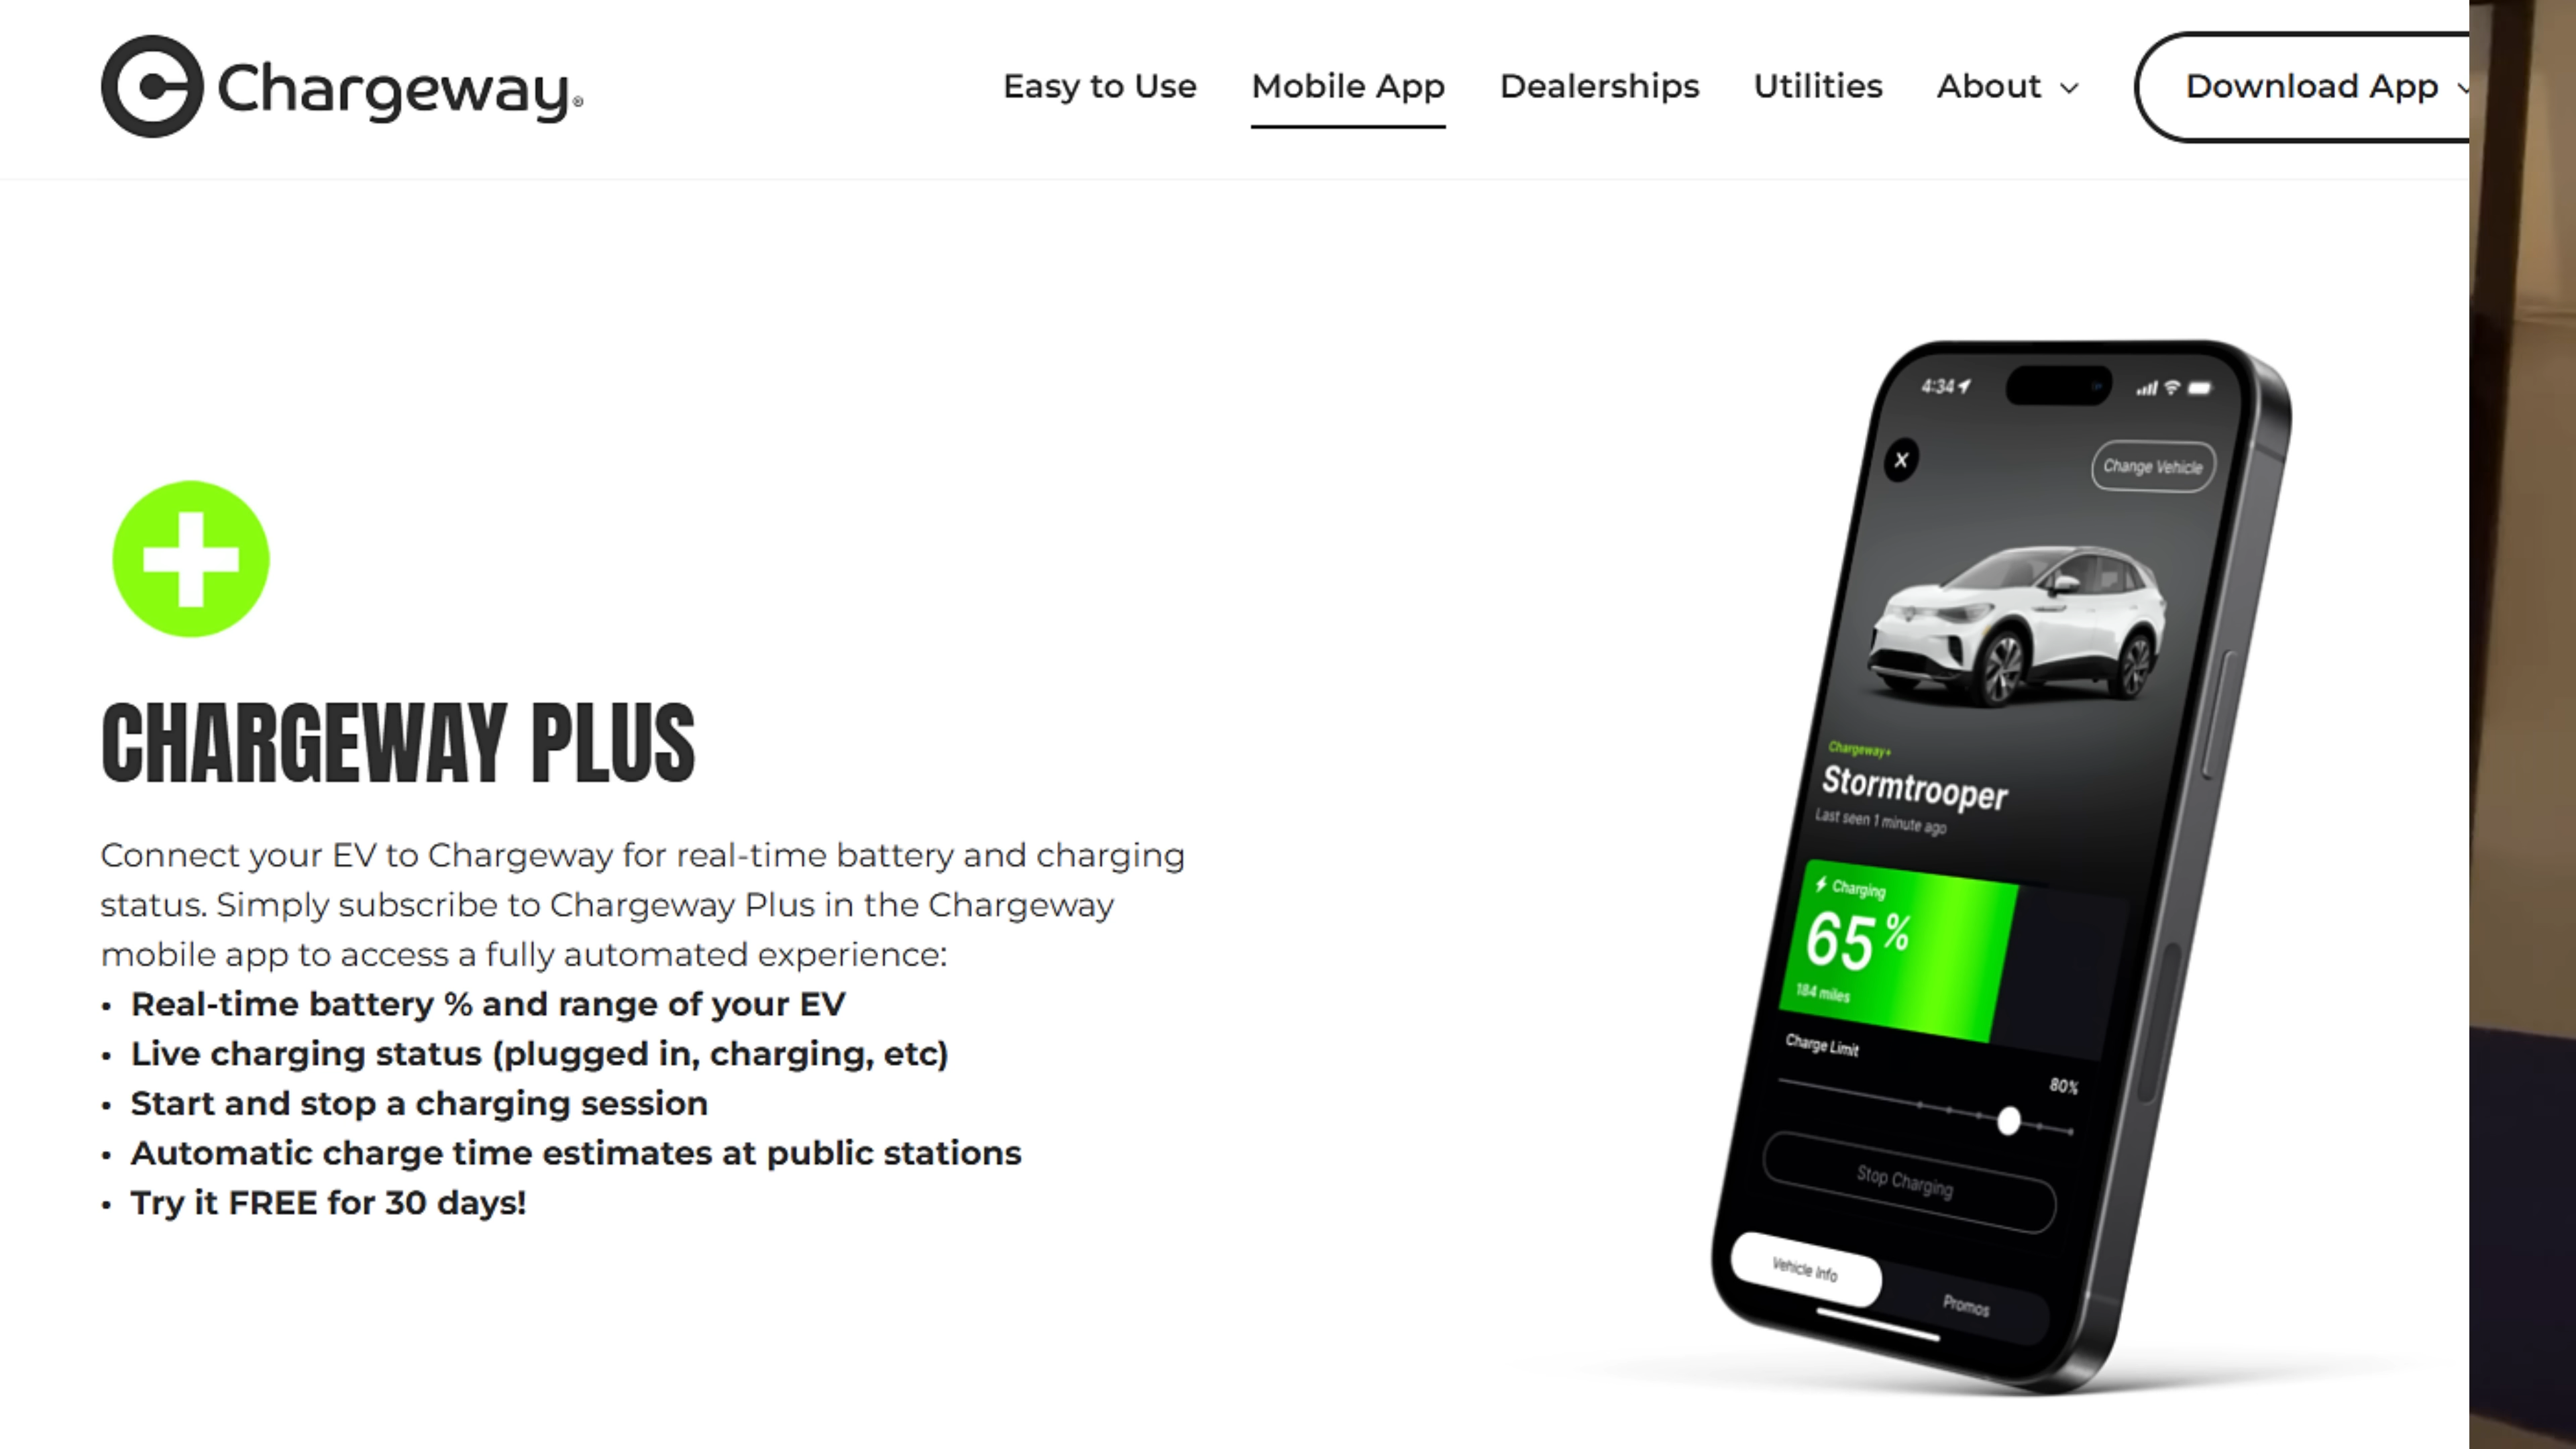 Chargeway®
Easy to Use
Mobile App
Dealerships
Utilities
About
Download App
CHARGEWAY PLUS
Connect your EV to Chargeway for real-time battery and charging
status. Simply subscribe to Chargeway Plus in the Chargeway
mobile app to access a fully automated experience:
• Real-time battery % and range of your EV
• Live charging status (plugged in, charging, etc)
• Start and stop a charging session
• Automatic charge time estimates at public stations
• Try it FREE for 30 days!
4:34
Change Vehicle
Chargeway+
Stormtrooper
Last seen 1 minute ago
Charging
65%
184 miles
Charge Limit
80%
Stop Charging
Vehicle Info
Promos